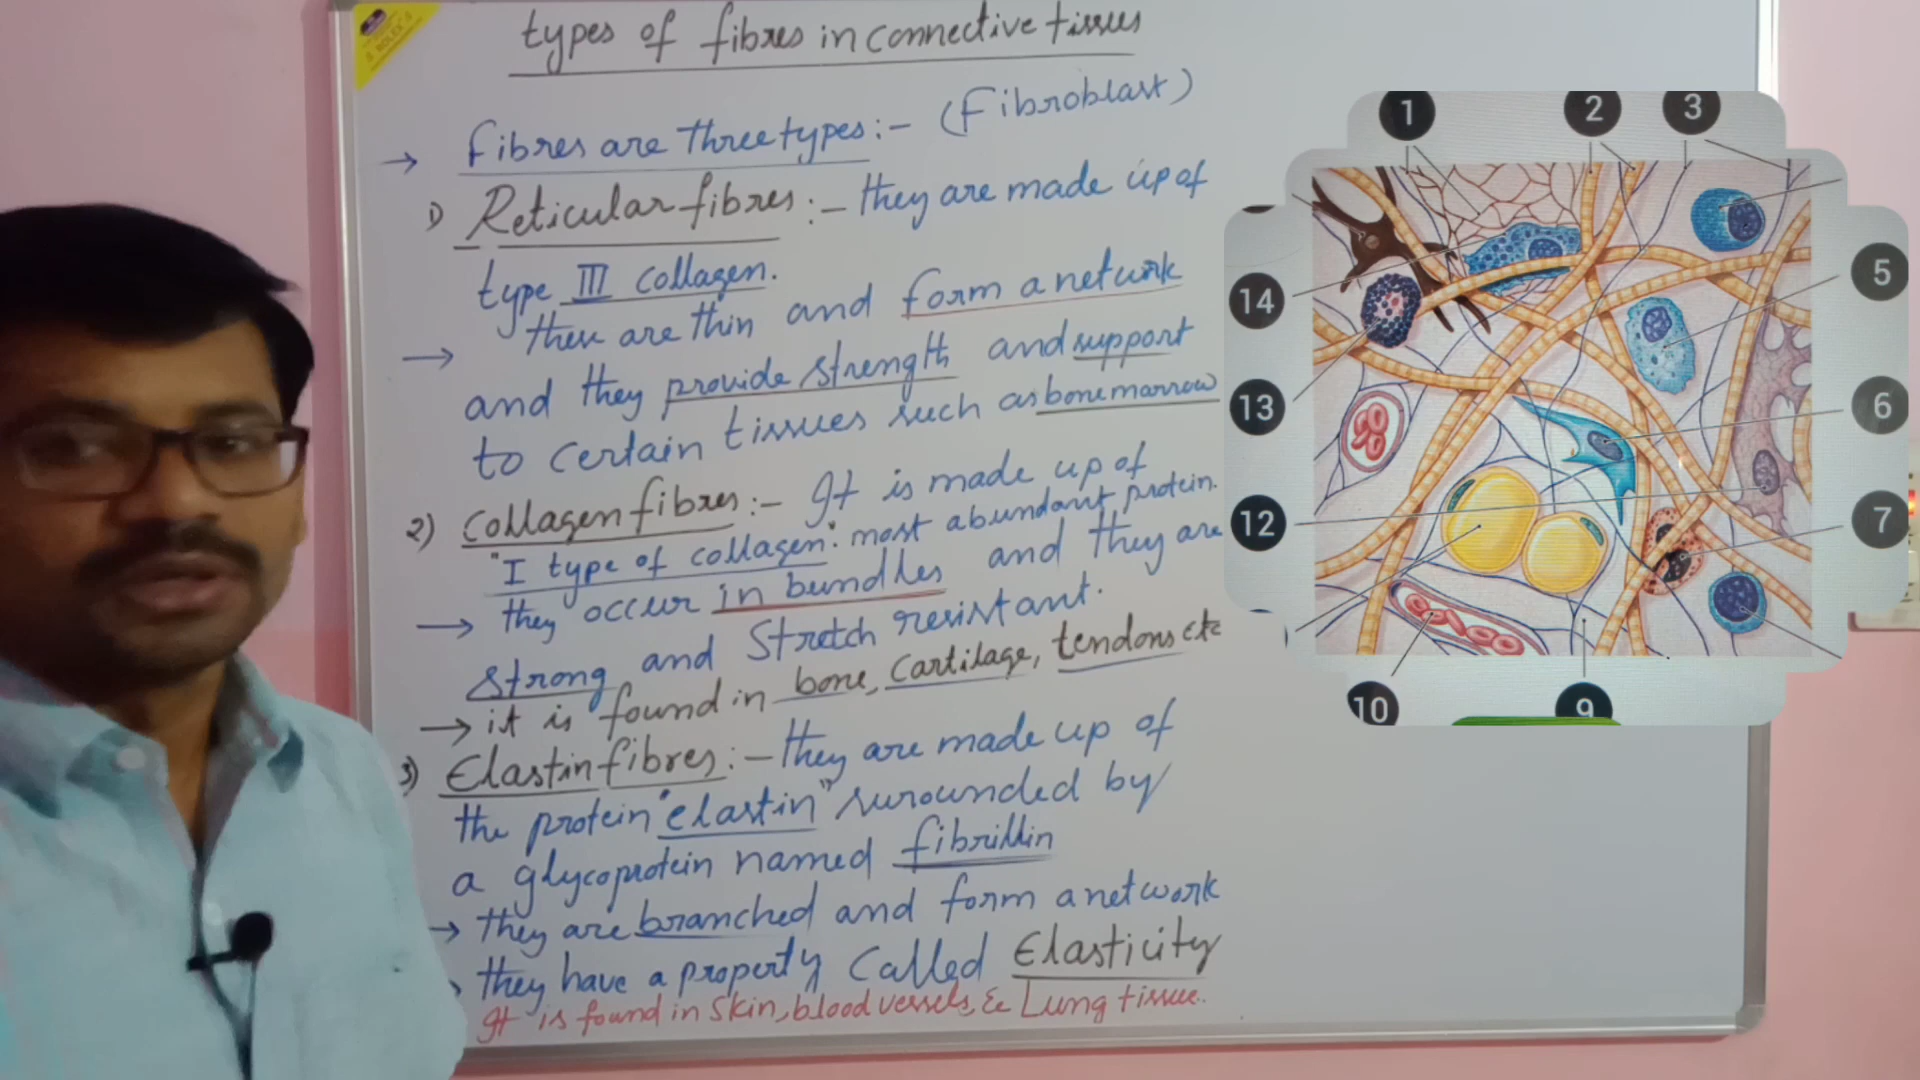 types of fibres in connective tissues
→ fibres are three types :- (Fibroblast)
1) Reticular fibres :- they are made up of
type III collagen.
→ these are thin and form a network
and they provide strength and support
to certain tissues such as bone marrow
2) Collagen fibres :- It is made up of
"I type of collagen". most abundant protein.
→ they occur in bundles and they are
strong and Stretch resistant.
→ it is found in bone, cartilage, tendons etc
3) Elastin fibres :- they are made up of
the protein "elastin" surounded by
a glycoprotein named fibrillin
→ they are branched and form a network
they have a property called Elasticity
It is found in Skin, blood vessels, & Lung tissue.
1 2 3
14 5
13 6
12 7
10 9